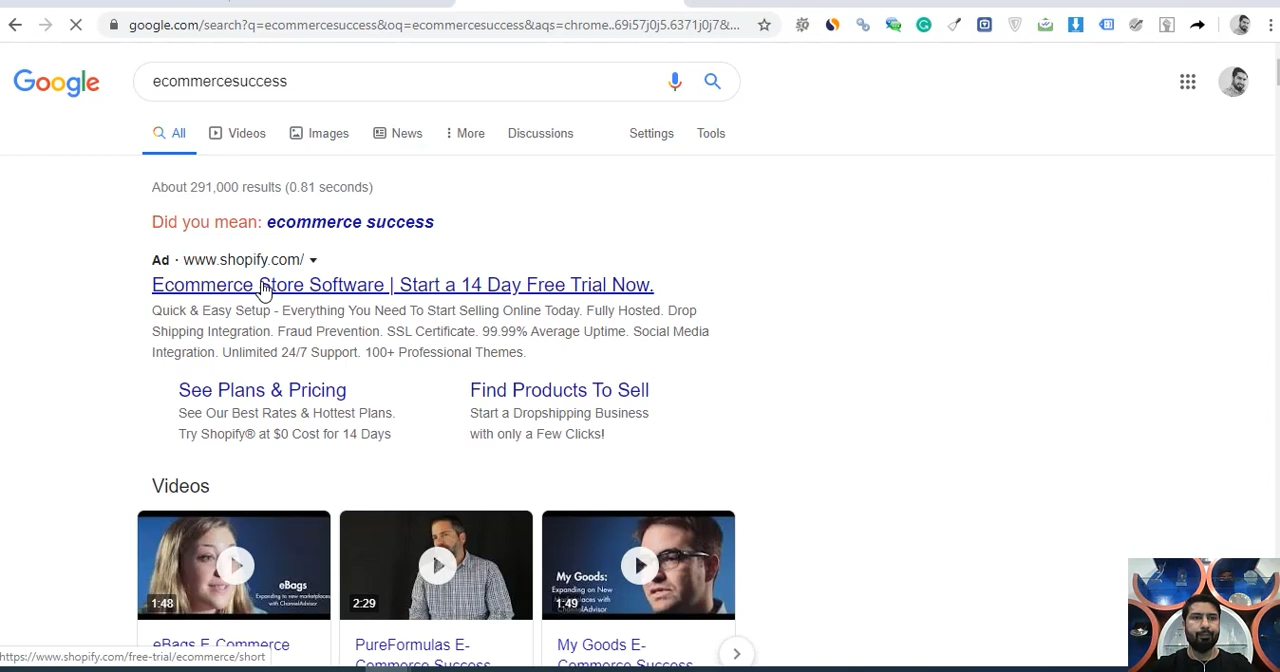 google.com/search?q=ecommercesuccess&oq=ecommercesuccess&aqs=chrome..69i57j0j5.6371j0j7&...
Google
ecommercesuccess
All
Videos
Images
News
More
Discussions
Settings
Tools
About 291,000 results (0.81 seconds)
Did you mean: ecommerce success
Ad · www.shopify.com/
Ecommerce Store Software | Start a 14 Day Free Trial Now.
Quick & Easy Setup - Everything You Need To Start Selling Online Today. Fully Hosted. Drop
Shipping Integration. Fraud Prevention. SSL Certificate. 99.99% Average Uptime. Social Media
Integration. Unlimited 24/7 Support. 100+ Professional Themes.
See Plans & Pricing
See Our Best Rates & Hottest Plans.
Try Shopify® at $0 Cost for 14 Days
Find Products To Sell
Start a Dropshipping Business
with only a Few Clicks!
Videos
eBags
Expanding to new marketplaces
with ChannelAdvisor
1:48
2:29
My Goods:
Expanding on New
with ChannelAdvisor
1:49
eBags E-Commerce
PureFormulas E-
Commerce Success
My Goods E-
Commerce Success
https://www.shopify.com/free-trial/ecommerce/short